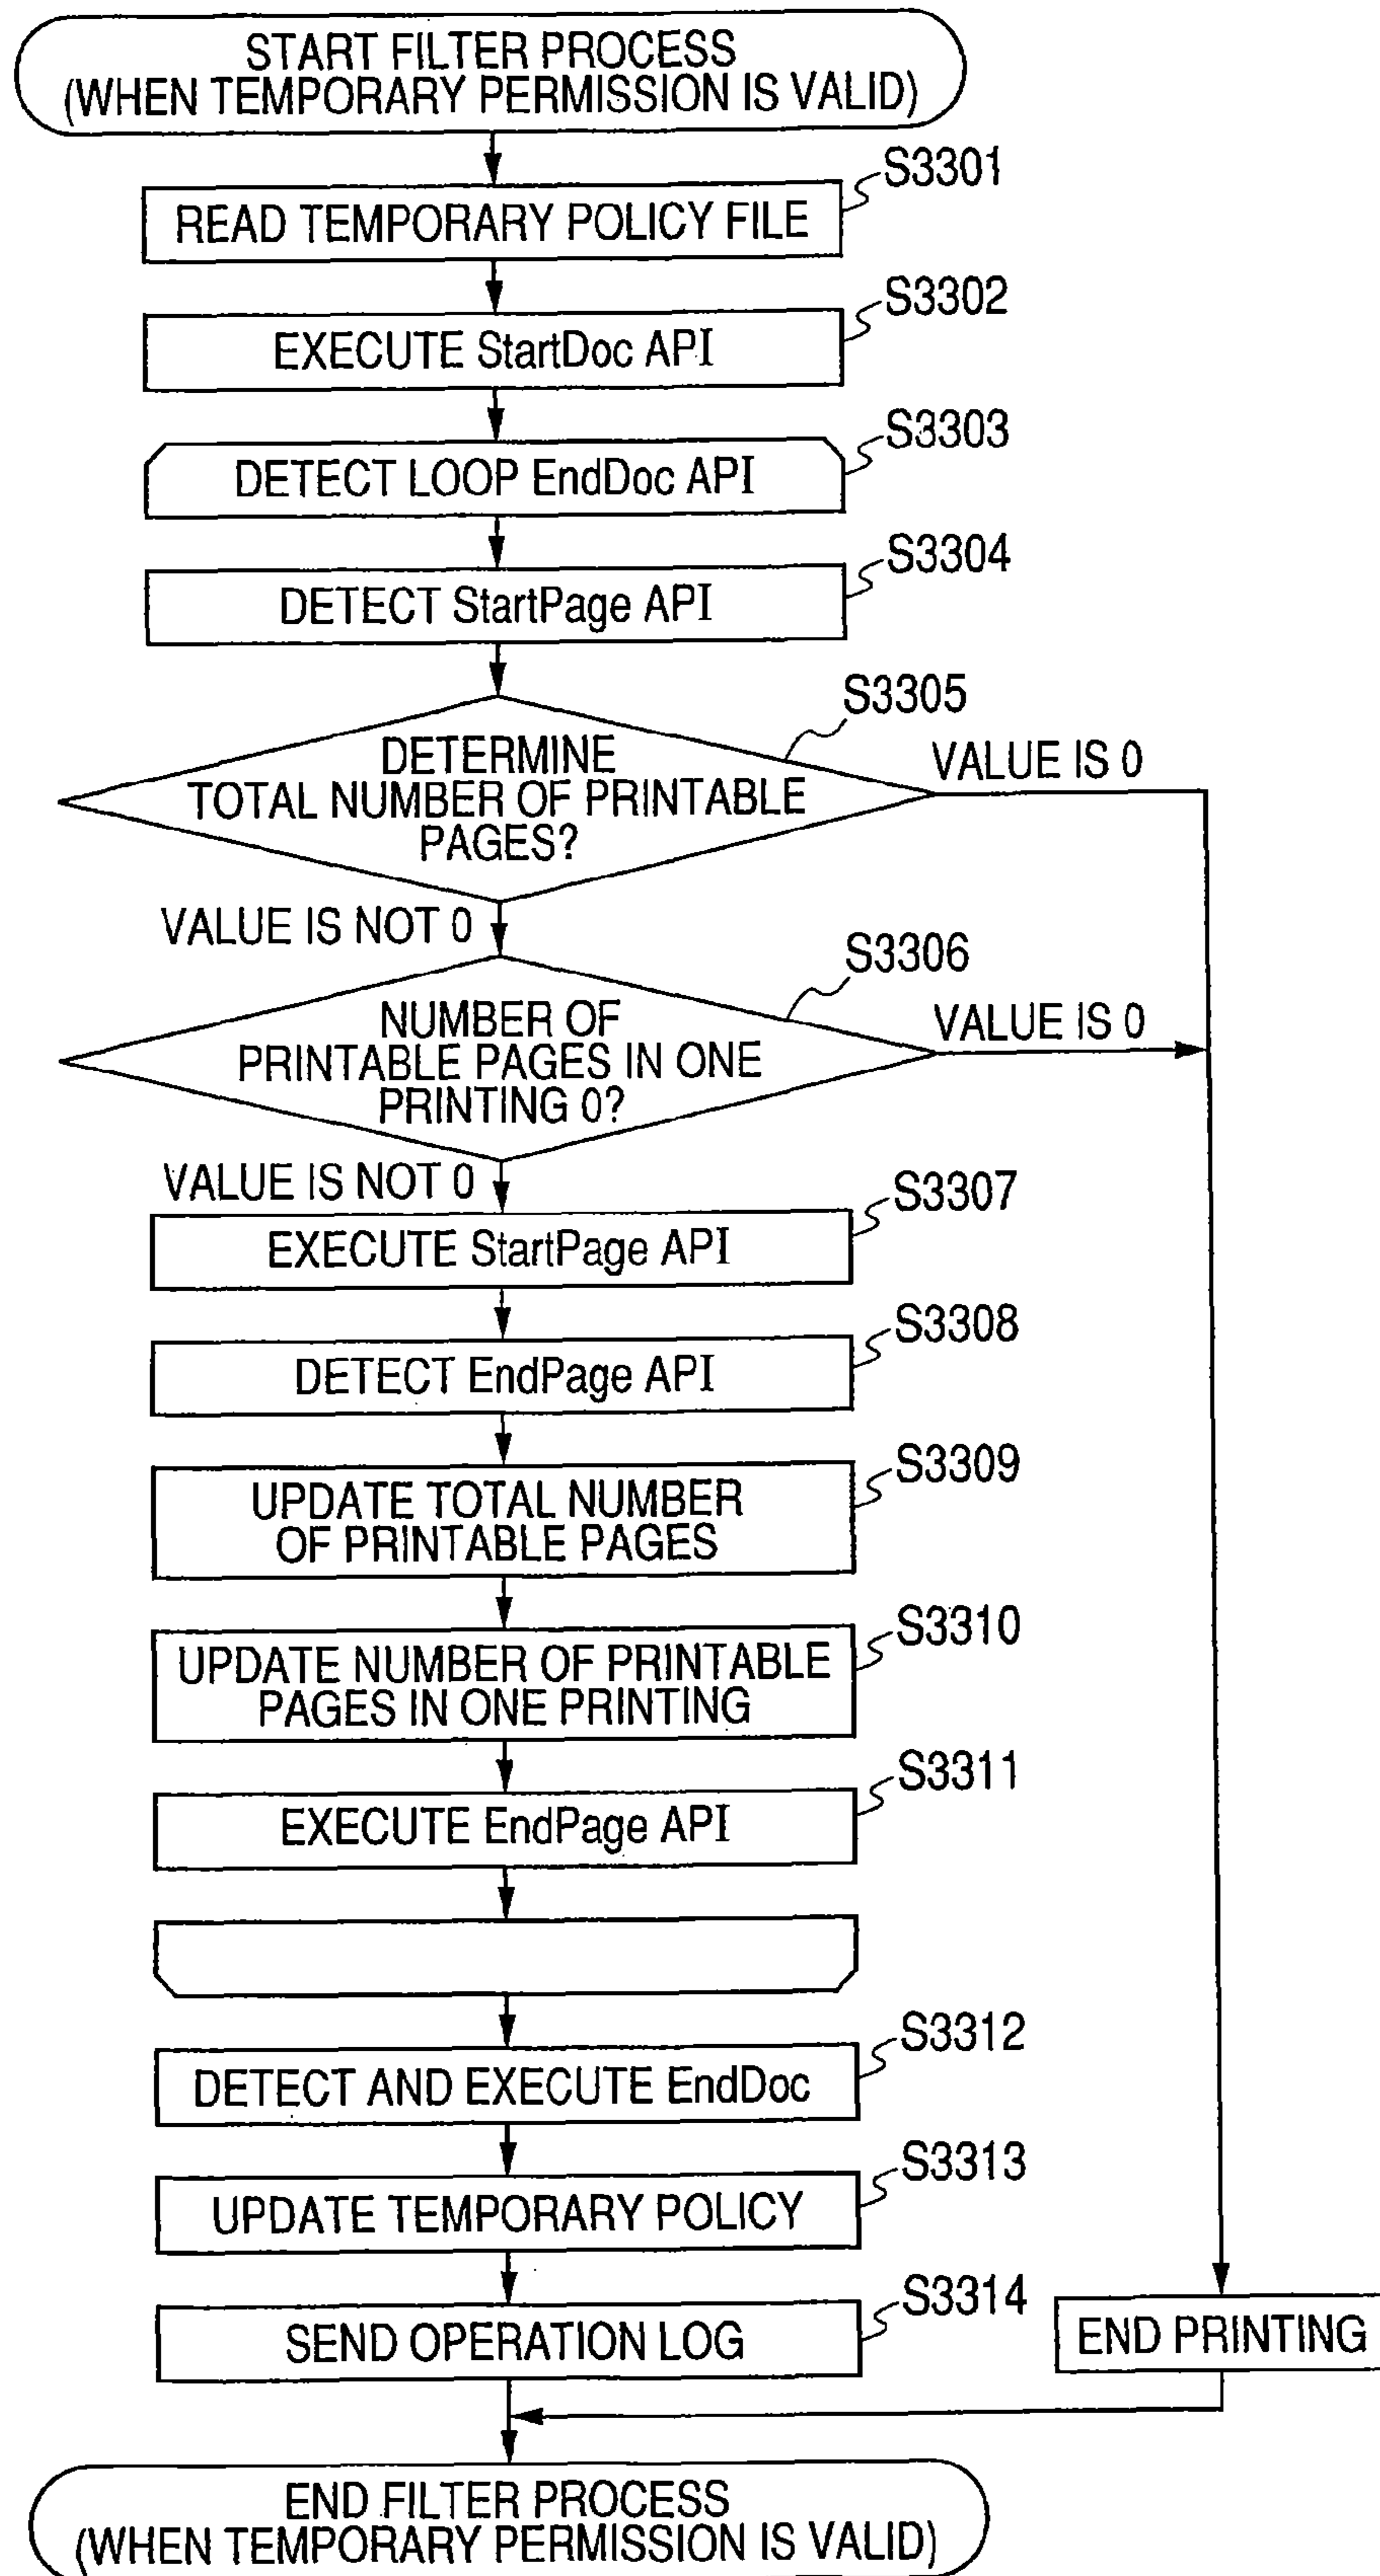 START FILTER PROCESS
(WHEN TEMPORARY PERMISSION IS VALID)
S3301
READ TEMPORARY POLICY FILE
S3302
EXECUTE StartDoc API
S3303
DETECT LOOP EndDoc API
S3304
DETECT StartPage API
S3305
DETERMINE
TOTAL NUMBER OF PRINTABLE
PAGES?
VALUE IS 0
VALUE IS NOT 0
S3306
NUMBER OF
PRINTABLE PAGES IN ONE
PRINTING 0?
VALUE IS 0
VALUE IS NOT 0
S3307
EXECUTE StartPage API
S3308
DETECT EndPage API
S3309
UPDATE TOTAL NUMBER
OF PRINTABLE PAGES
S3310
UPDATE NUMBER OF PRINTABLE
PAGES IN ONE PRINTING
S3311
EXECUTE EndPage API
S3312
DETECT AND EXECUTE EndDoc
S3313
UPDATE TEMPORARY POLICY
S3314
SEND OPERATION LOG
END PRINTING
END FILTER PROCESS
(WHEN TEMPORARY PERMISSION IS VALID)